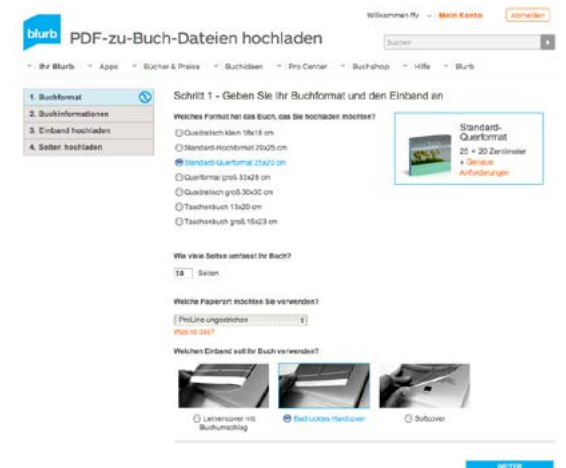 Willkommen ffv
Mein Konto
Abmelden
blurb
PDF-zu-Buch-Dateien hochladen
Suchen
Ihr Blurb
Apps
Bücher & Preise
Buchideen
Pro Center
Buchshop
Hilfe
Blurb
1. Buchformat
2. Buchinformationen
3. Einband hochladen
4. Seiten hochladen
Schritt 1 - Geben Sie Ihr Buchformat und den Einband an
Welches Format hat das Buch, das Sie hochladen möchten?
Quadratisch klein 18x18 cm
Standard-Hochformat 20x25 cm
Standard-Querformat 25x20 cm
Querformat groß 33x28 cm
Quadratisch groß 30x30 cm
Taschenbuch 13x20 cm
Taschenbuch groß 15x23 cm
Standard-
Querformat
25 × 20 Zentimeter
Genaue
Anforderungen
Wie viele Seiten umfasst Ihr Buch?
Seiten
Welche Papierart möchten Sie verwenden?
ProLine ungestrichen
Was ist das?
Welchen Einband soll Ihr Buch verwenden?
Leinencover mit
Buchumschlag
Bedrucktes Hardcover
Softcover
WEITER